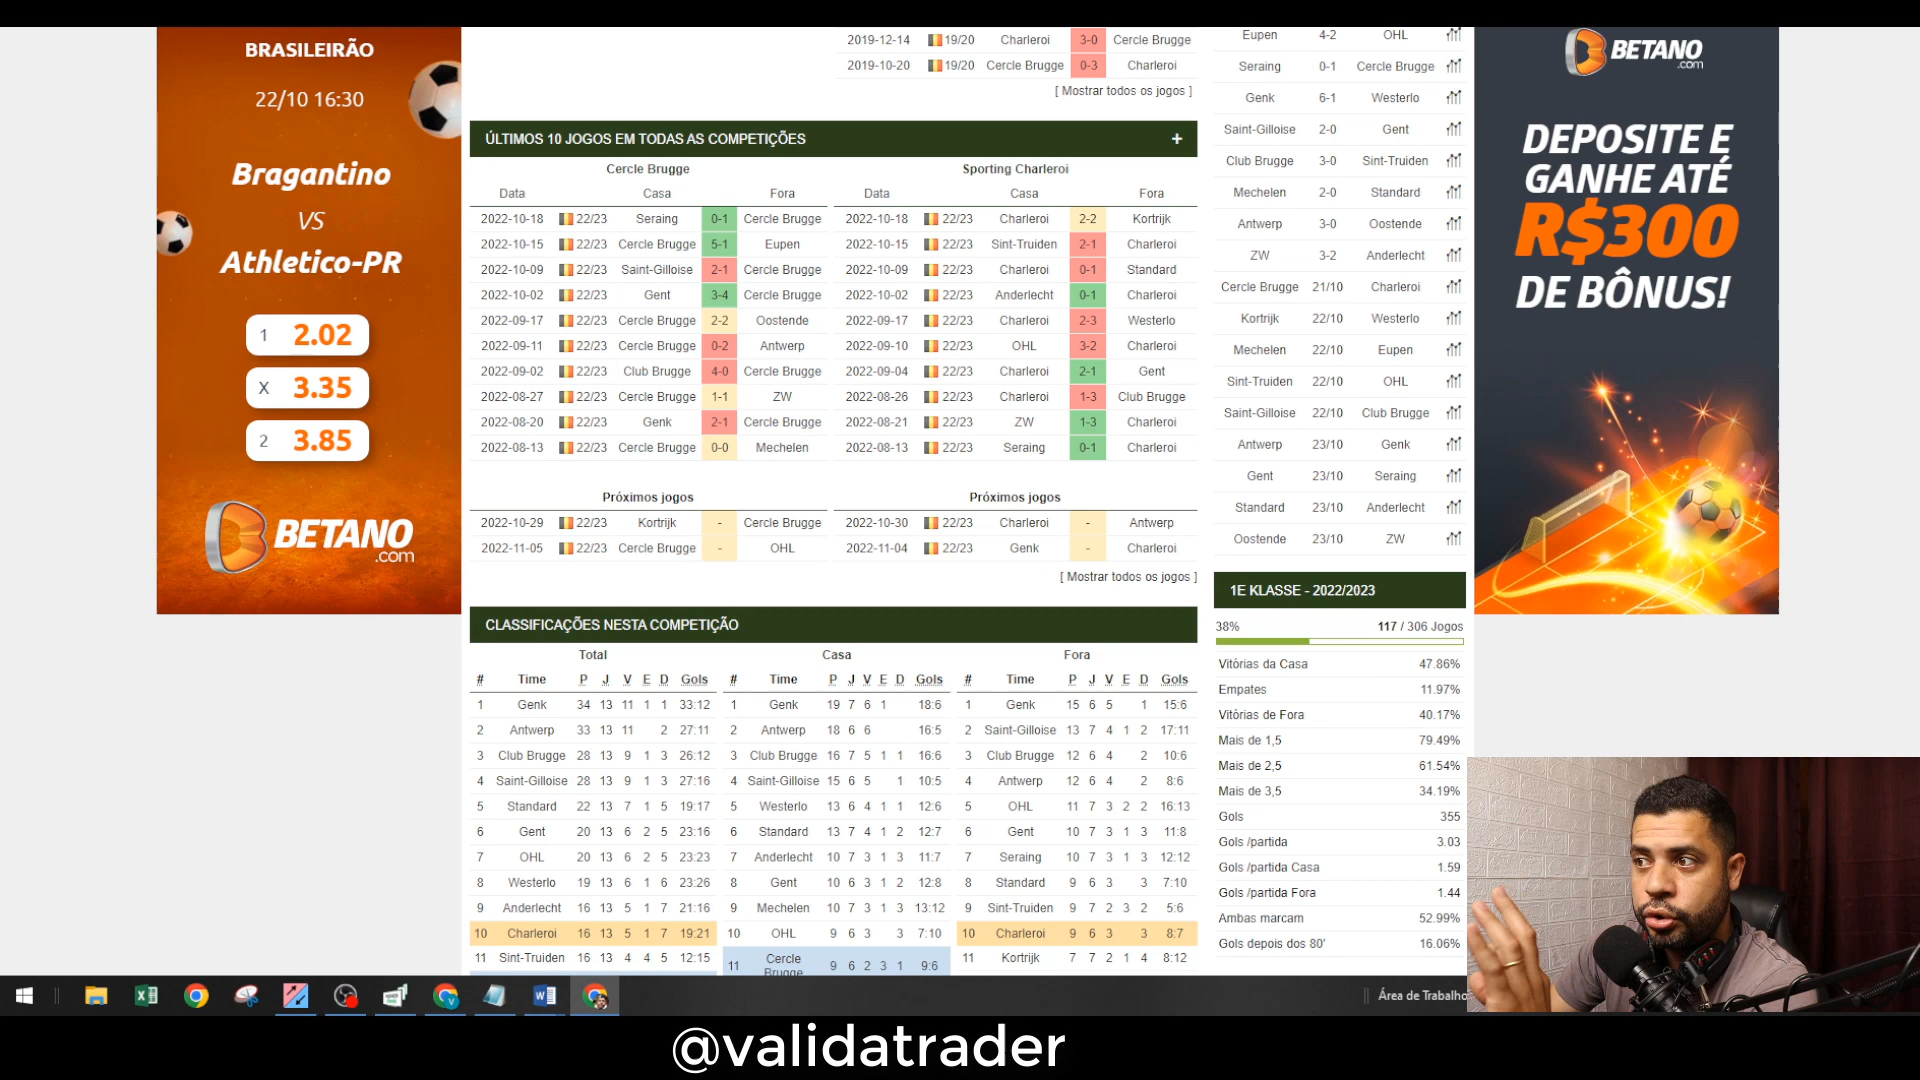 BRASILEIRÃO
22/10 16:30
Bragantino
VS
Athletico-PR
1 2.02
X 3.35
2 3.85
BETANO
.com
2019-12-14 19/20 Charleroi 3-0 Cercle Brugge
2019-10-20 19/20 Cercle Brugge 0-3 Charleroi
[ Mostrar todos os jogos ]
ÚLTIMOS 10 JOGOS EM TODAS AS COMPETIÇÕES +
Cercle Brugge
Data Casa Fora
2022-10-18 22/23 Seraing 0-1 Cercle Brugge
2022-10-15 22/23 Cercle Brugge 5-1 Eupen
2022-10-09 22/23 Saint-Gilloise 2-1 Cercle Brugge
2022-10-02 22/23 Gent 3-4 Cercle Brugge
2022-09-17 22/23 Cercle Brugge 2-2 Oostende
2022-09-11 22/23 Cercle Brugge 0-2 Antwerp
2022-09-02 22/23 Club Brugge 4-0 Cercle Brugge
2022-08-27 22/23 Cercle Brugge 1-1 ZW
2022-08-20 22/23 Genk 2-1 Cercle Brugge
2022-08-13 22/23 Cercle Brugge 0-0 Mechelen
Próximos jogos
2022-10-29 22/23 Kortrijk - Cercle Brugge
2022-11-05 22/23 Cercle Brugge - OHL
Sporting Charleroi
Data Casa Fora
2022-10-18 22/23 Charleroi 2-2 Kortrijk
2022-10-15 22/23 Sint-Truiden 2-1 Charleroi
2022-10-09 22/23 Charleroi 0-1 Standard
2022-10-02 22/23 Anderlecht 0-1 Charleroi
2022-09-17 22/23 Charleroi 2-3 Westerlo
2022-09-10 22/23 OHL 3-2 Charleroi
2022-09-04 22/23 Charleroi 2-1 Gent
2022-08-26 22/23 Charleroi 1-3 Club Brugge
2022-08-21 22/23 ZW 1-3 Charleroi
2022-08-13 22/23 Seraing 0-1 Charleroi
Próximos jogos
2022-10-30 22/23 Charleroi - Antwerp
2022-11-04 22/23 Genk - Charleroi
[ Mostrar todos os jogos ]
CLASSIFICAÇÕES NESTA COMPETIÇÃO
Total
# Time P J V E D Gols
1 Genk 34 13 11 1 1 33:12
2 Antwerp 33 13 11 2 27:11
3 Club Brugge 28 13 9 1 3 26:12
4 Saint-Gilloise 28 13 9 1 3 27:16
5 Standard 22 13 7 1 5 19:17
6 Gent 20 13 6 2 5 23:16
7 OHL 20 13 6 2 5 23:23
8 Westerlo 19 13 6 1 6 23:26
9 Anderlecht 16 13 5 1 7 21:16
10 Charleroi 16 13 5 1 7 19:21
11 Sint-Truiden 16 13 4 4 5 12:15
Casa
# Time P J V E D Gols
1 Genk 19 7 6 1 18:6
2 Antwerp 18 6 6 16:5
3 Club Brugge 16 7 5 1 1 16:6
4 Saint-Gilloise 15 6 5 1 10:5
5 Westerlo 13 6 4 1 1 12:6
6 Standard 13 7 4 1 2 12:7
7 Anderlecht 10 7 3 1 3 11:7
8 Gent 10 6 3 1 2 12:8
9 Mechelen 10 7 3 1 3 13:12
10 OHL 9 6 3 3 7:10
11 Cercle Brugge 9 6 2 3 1 9:6
Fora
# Time P J V E D Gols
1 Genk 15 6 5 1 15:6
2 Saint-Gilloise 13 7 4 1 2 17:11
3 Club Brugge 12 6 4 2 10:6
4 Antwerp 12 6 4 2 8:6
5 OHL 11 7 3 2 2 16:13
6 Gent 10 7 3 1 3 11:8
7 Seraing 10 7 3 1 3 12:12
8 Standard 9 6 3 3 7:10
9 Sint-Truiden 9 7 2 3 2 5:6
10 Charleroi 9 6 3 3 8:7
11 Kortrijk 7 7 2 1 4 8:12
Eupen 4-2 OHL
Seraing 0-1 Cercle Brugge
Genk 6-1 Westerlo
Saint-Gilloise 2-0 Gent
Club Brugge 3-0 Sint-Truiden
Mechelen 2-0 Standard
Antwerp 3-0 Oostende
ZW 3-2 Anderlecht
Cercle Brugge 21/10 Charleroi
Kortrijk 22/10 Westerlo
Mechelen 22/10 Eupen
Sint-Truiden 22/10 OHL
Saint-Gilloise 22/10 Club Brugge
Antwerp 23/10 Genk
Gent 23/10 Seraing
Standard 23/10 Anderlecht
Oostende 23/10 ZW
1E KLASSE - 2022/2023
38% 117 / 306 Jogos
Vitórias da Casa 47.86%
Empates 11.97%
Vitórias de Fora 40.17%
Mais de 1,5 79.49%
Mais de 2,5 61.54%
Mais de 3,5 34.19%
Gols 355
Gols /partida 3.03
Gols /partida Casa 1.59
Gols /partida Fora 1.44
Ambas marcam 52.99%
Gols depois dos 80' 16.06%
BETANO
.com
DEPOSITE E
GANHE ATÉ
R$300
DE BÔNUS!
Área de Trabalho
@validatrader